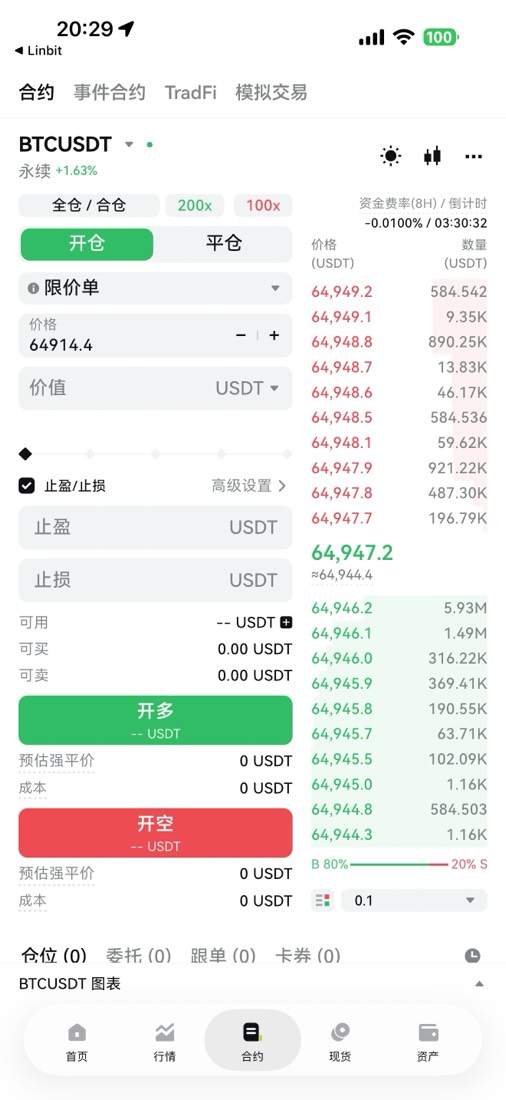 20:29
100
Linbit
合约 事件合约 TradFi 模拟交易
BTCUSDT
永续 +1.63%
全仓 / 合仓 200x 100x
开仓 平仓
限价单
价格
64914.4
价值 USDT
止盈/止损 高级设置
止盈 USDT
止损 USDT
可用 -- USDT
可买 0.00 USDT
可卖 0.00 USDT
开多
-- USDT
预估强平价 0 USDT
成本 0 USDT
开空
-- USDT
预估强平价 0 USDT
成本 0 USDT
资金费率(8H) / 倒计时
-0.0100% / 03:30:32
价格 数量
(USDT) (USDT)
64,949.2 584.542
64,949.1 9.35K
64,948.8 890.25K
64,948.7 13.83K
64,948.6 46.17K
64,948.5 584.536
64,948.1 59.62K
64,947.9 921.22K
64,947.8 487.30K
64,947.7 196.79K
64,947.2
≈64,944.4
64,946.2 5.93M
64,946.1 1.49M
64,946.0 316.22K
64,945.9 369.41K
64,945.8 190.55K
64,945.7 63.71K
64,945.5 102.09K
64,945.0 1.16K
64,944.8 584.503
64,944.3 1.16K
B 80% 20% S
0.1
仓位 (0) 委托 (0) 跟单 (0) 卡券 (0)
BTCUSDT 图表
首页 行情 合约 现货 资产